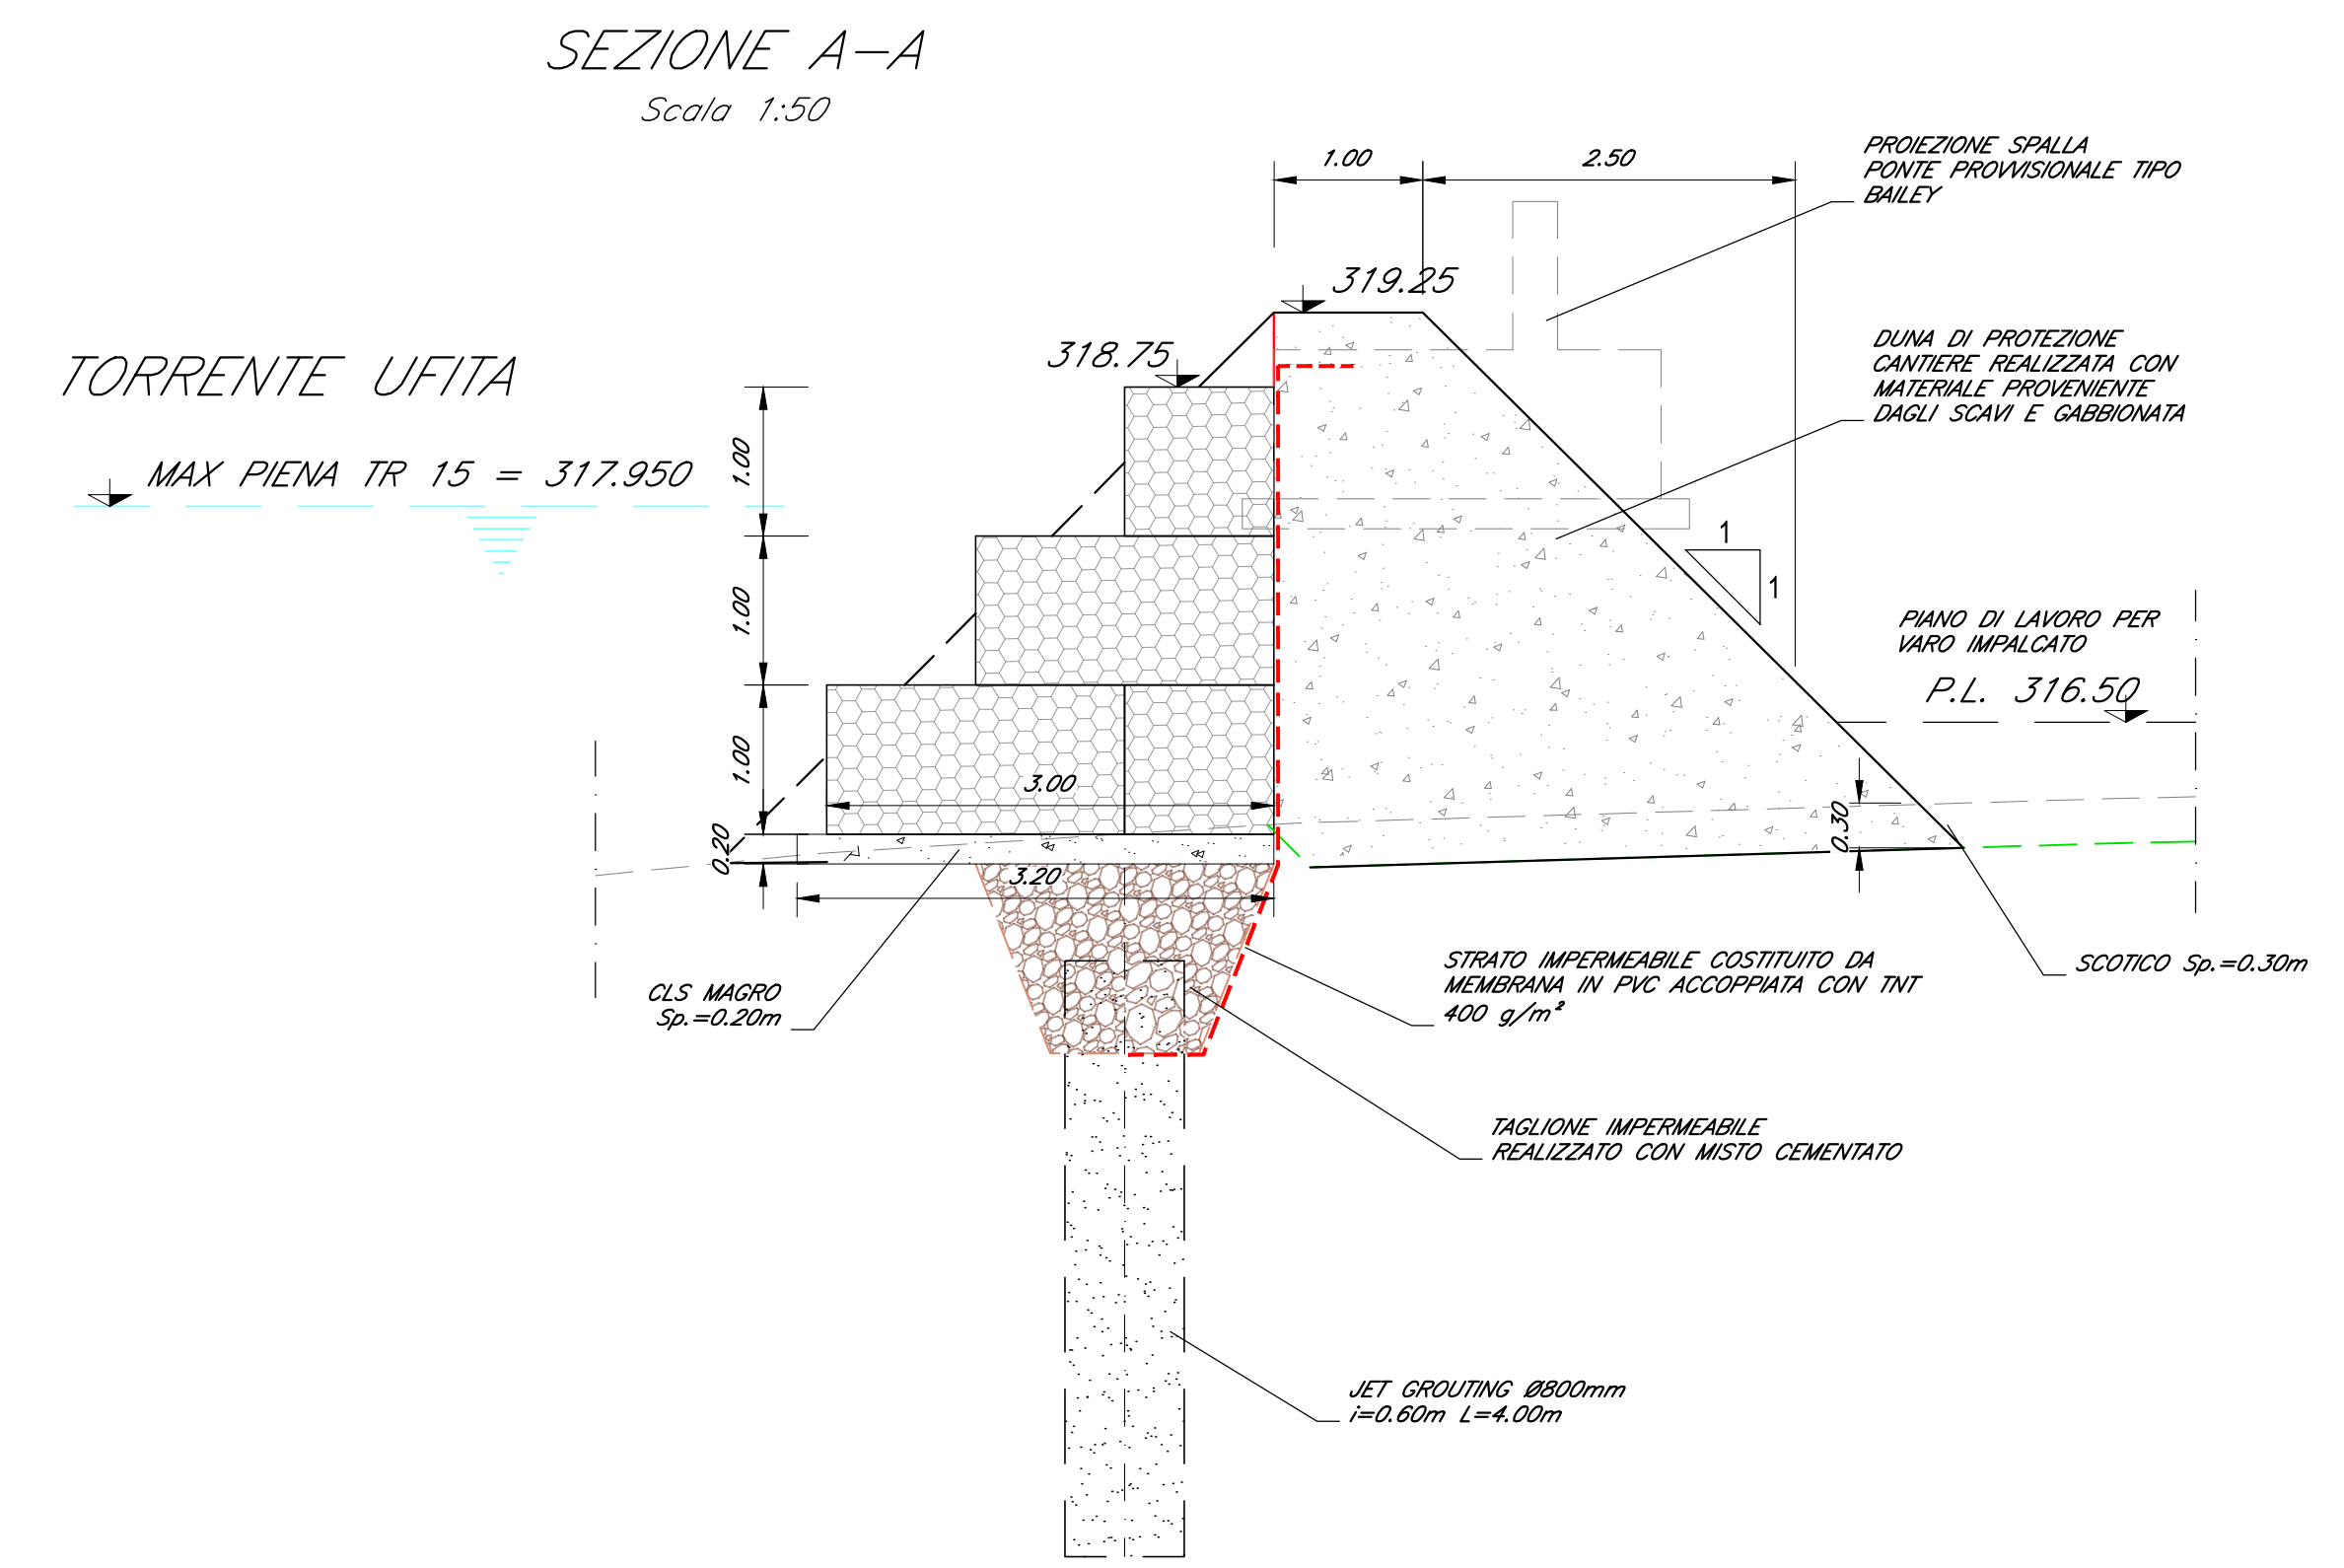 SEZIONE A-A
Scala 1:50
1.00
2.50
PROIEZIONE SPALLA
PONTE PROVVISIONALE TIPO
BAILEY
319.25
318.75
TORRENTE UFITA
DUNA DI PROTEZIONE
CANTIERE REALIZZATA CON
MATERIALE PROVENIENTE
DAGLI SCAVI E GABBIONATA
MAX PIENA TR 15 = 317.950
1.00
1
1
1.00
PIANO DI LAVORO PER
VARO IMPALCATO
P.L. 316.50
1.00
3.00
0.20
0.30
3.20
CLS MAGRO
Sp.=0.20m
STRATO IMPERMEABILE COSTITUITO DA
MEMBRANA IN PVC ACCOPPIATA CON TNT
400 g/m²
SCOTICO Sp.=0.30m
TAGLIONE IMPERMEABILE
REALIZZATO CON MISTO CEMENTATO
JET GROUTING Ø800mm
i=0.60m L=4.00m